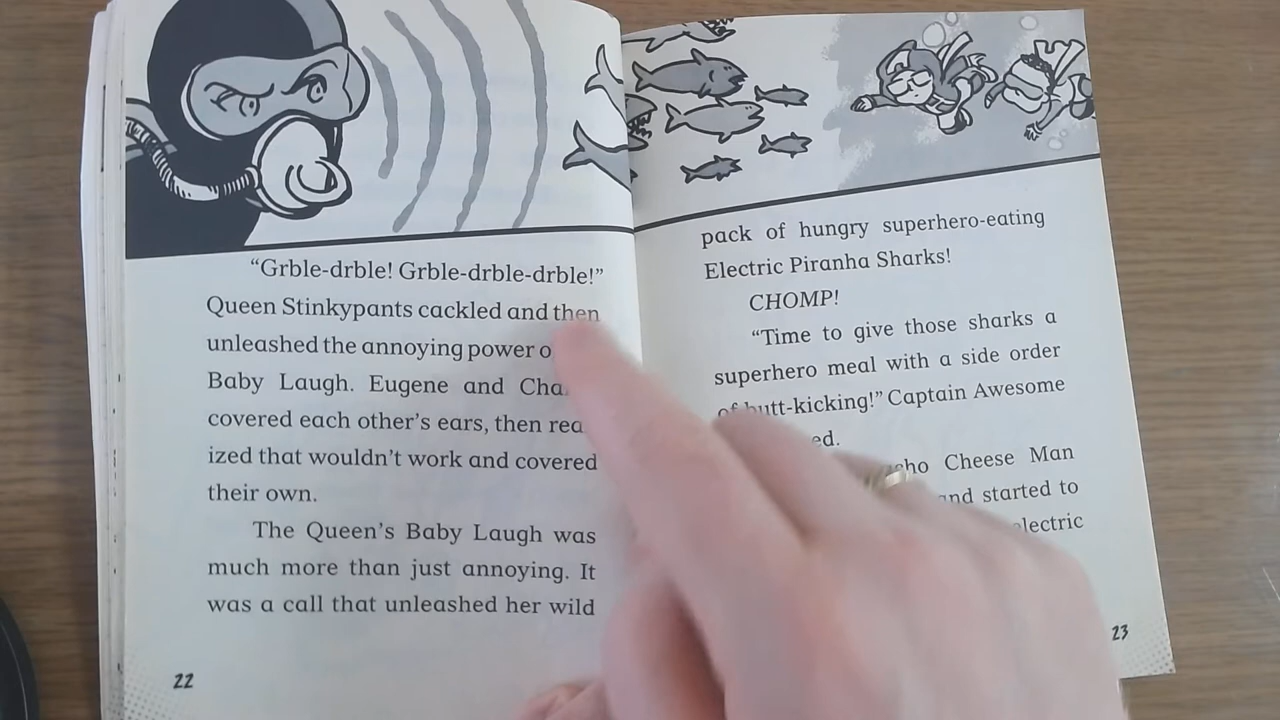 “Grble-drble! Grble-drble-drble!”
Queen Stinkypants cackled and then
unleashed the annoying power
Baby Laugh. Eugene and
covered each other’s ears, then
ized that wouldn’t work and covered
their own.
The Queen’s Baby Laugh was
much more than just annoying. It
was a call that unleashed her wild
22
pack of hungry superhero-eating
Electric Piranha Sharks!
CHOMP!
“Time to give those sharks a
superhero meal with a side order
of butt-kicking!” Captain Awesome
Cheese Man
and started to
electric
23